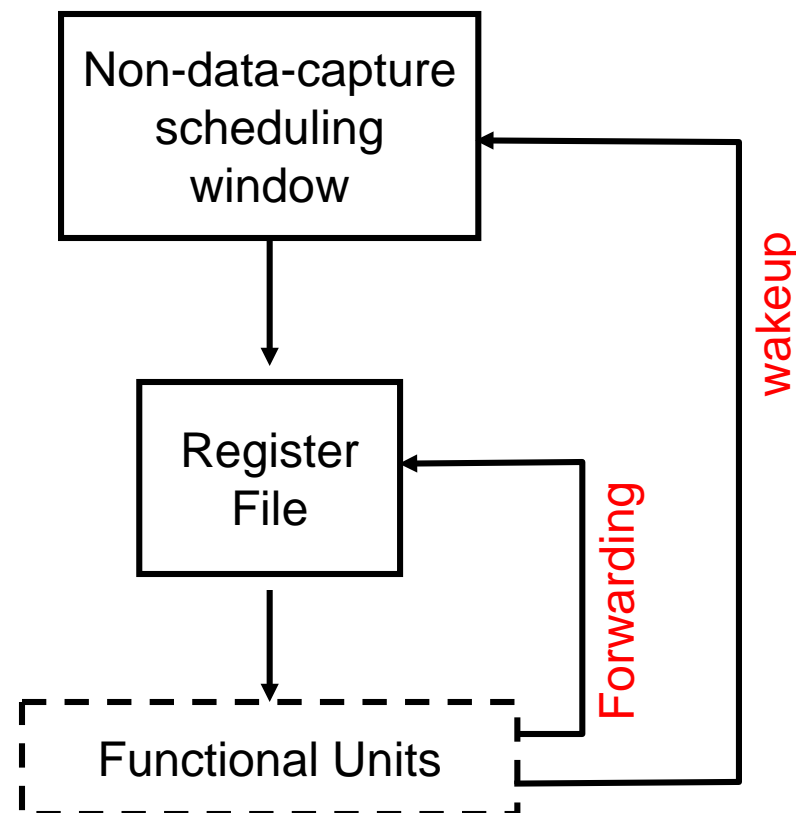 Non-data-capture
scheduling
window
wakeup
Register
File
Forwarding
Functional Units